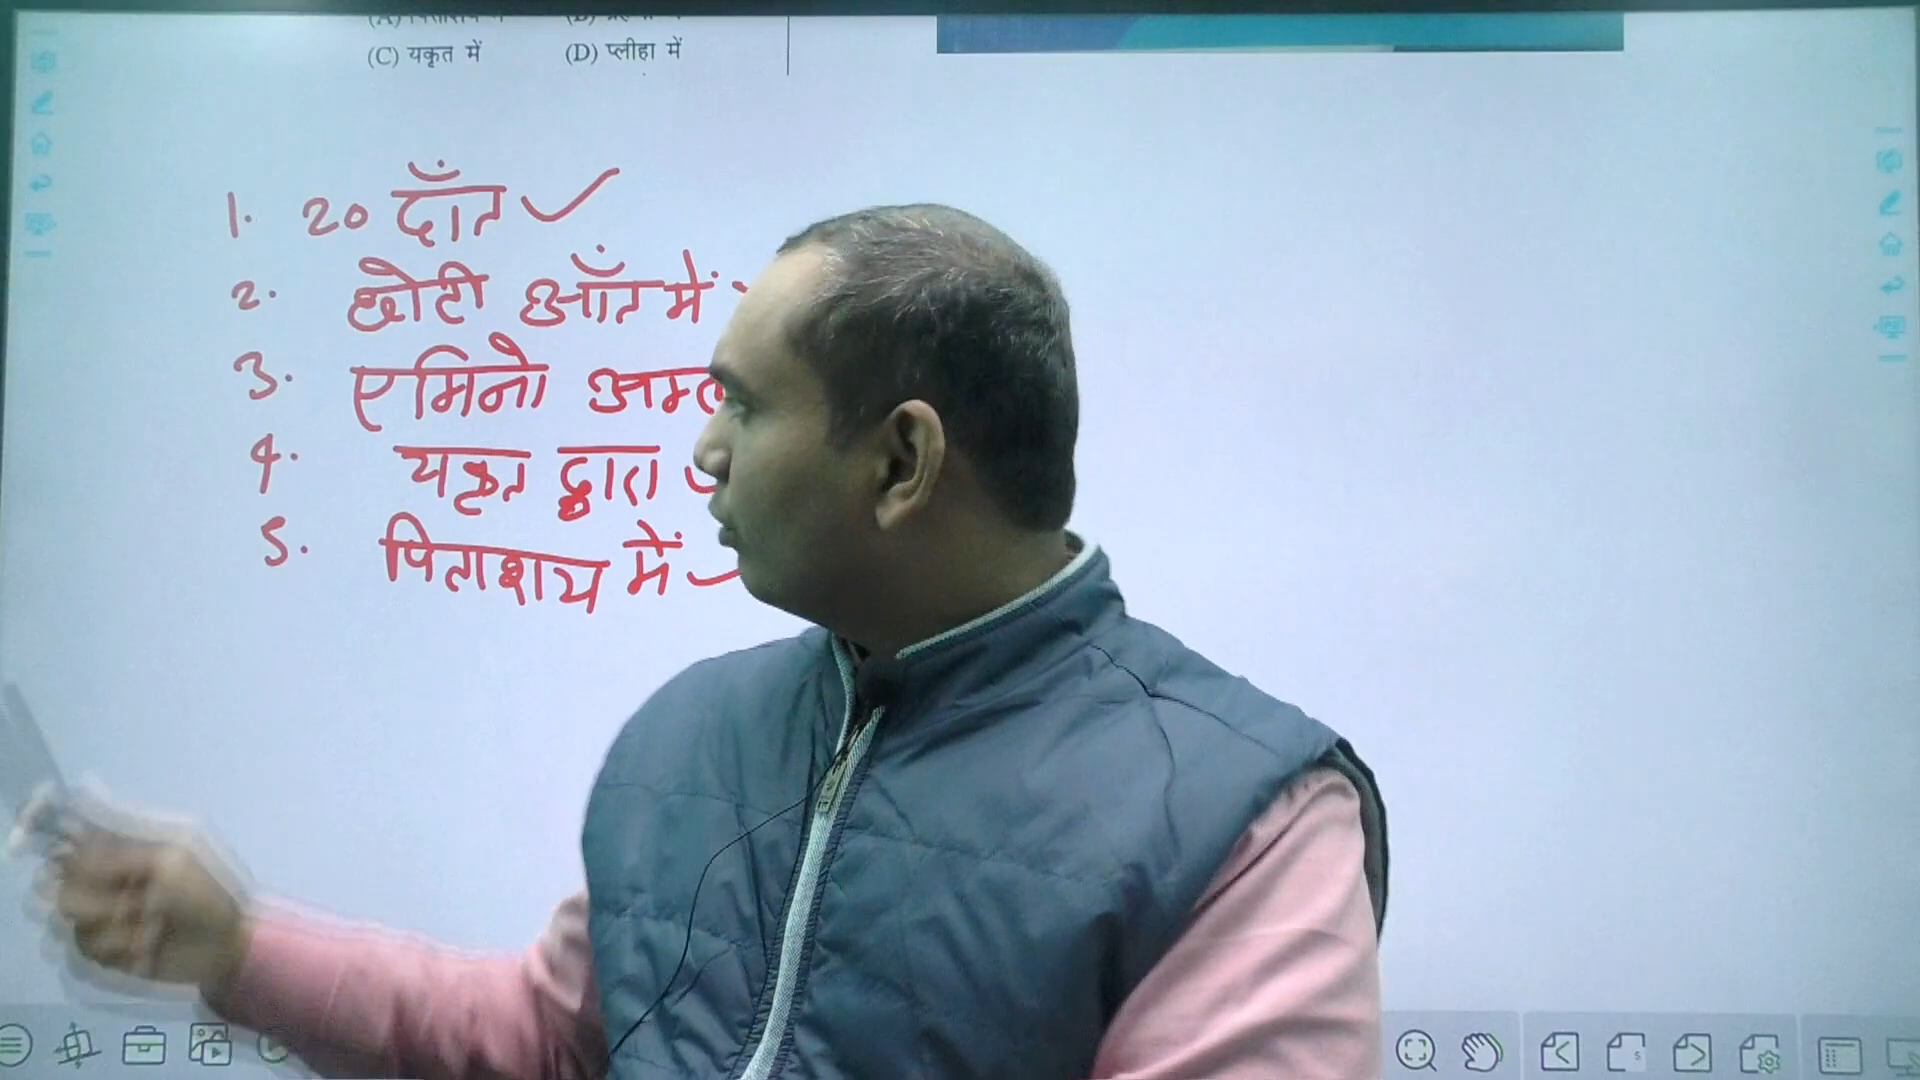 (C) यकृत में (D) प्लीहा में
1. 20 दाँत
2. छोटी आँत में
3. एमिनो अम्ल
4. यकृत द्वारा
5. पिताशय में